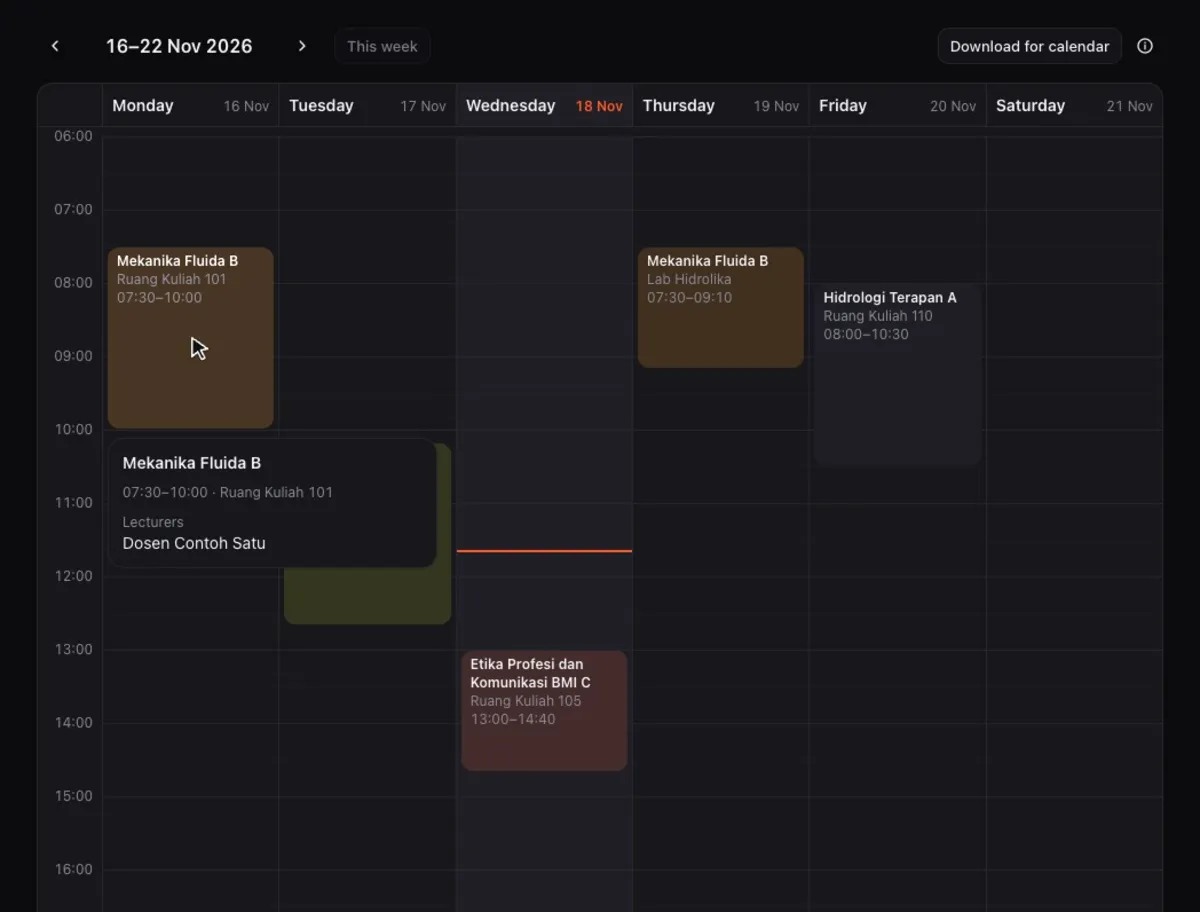 16–22 Nov 2026
This week
Download for calendar
Monday 16 Nov
Tuesday 17 Nov
Wednesday 18 Nov
Thursday 19 Nov
Friday 20 Nov
Saturday 21 Nov
06:00
07:00
08:00
09:00
10:00
11:00
12:00
13:00
14:00
15:00
16:00
Mekanika Fluida B
Ruang Kuliah 101
07:30–10:00
Mekanika Fluida B
07:30–10:00 · Ruang Kuliah 101
Lecturers
Dosen Contoh Satu
Etika Profesi dan
Komunikasi BMI C
Ruang Kuliah 105
13:00–14:40
Mekanika Fluida B
Lab Hidrolika
07:30–09:10
Hidrologi Terapan A
Ruang Kuliah 110
08:00–10:30